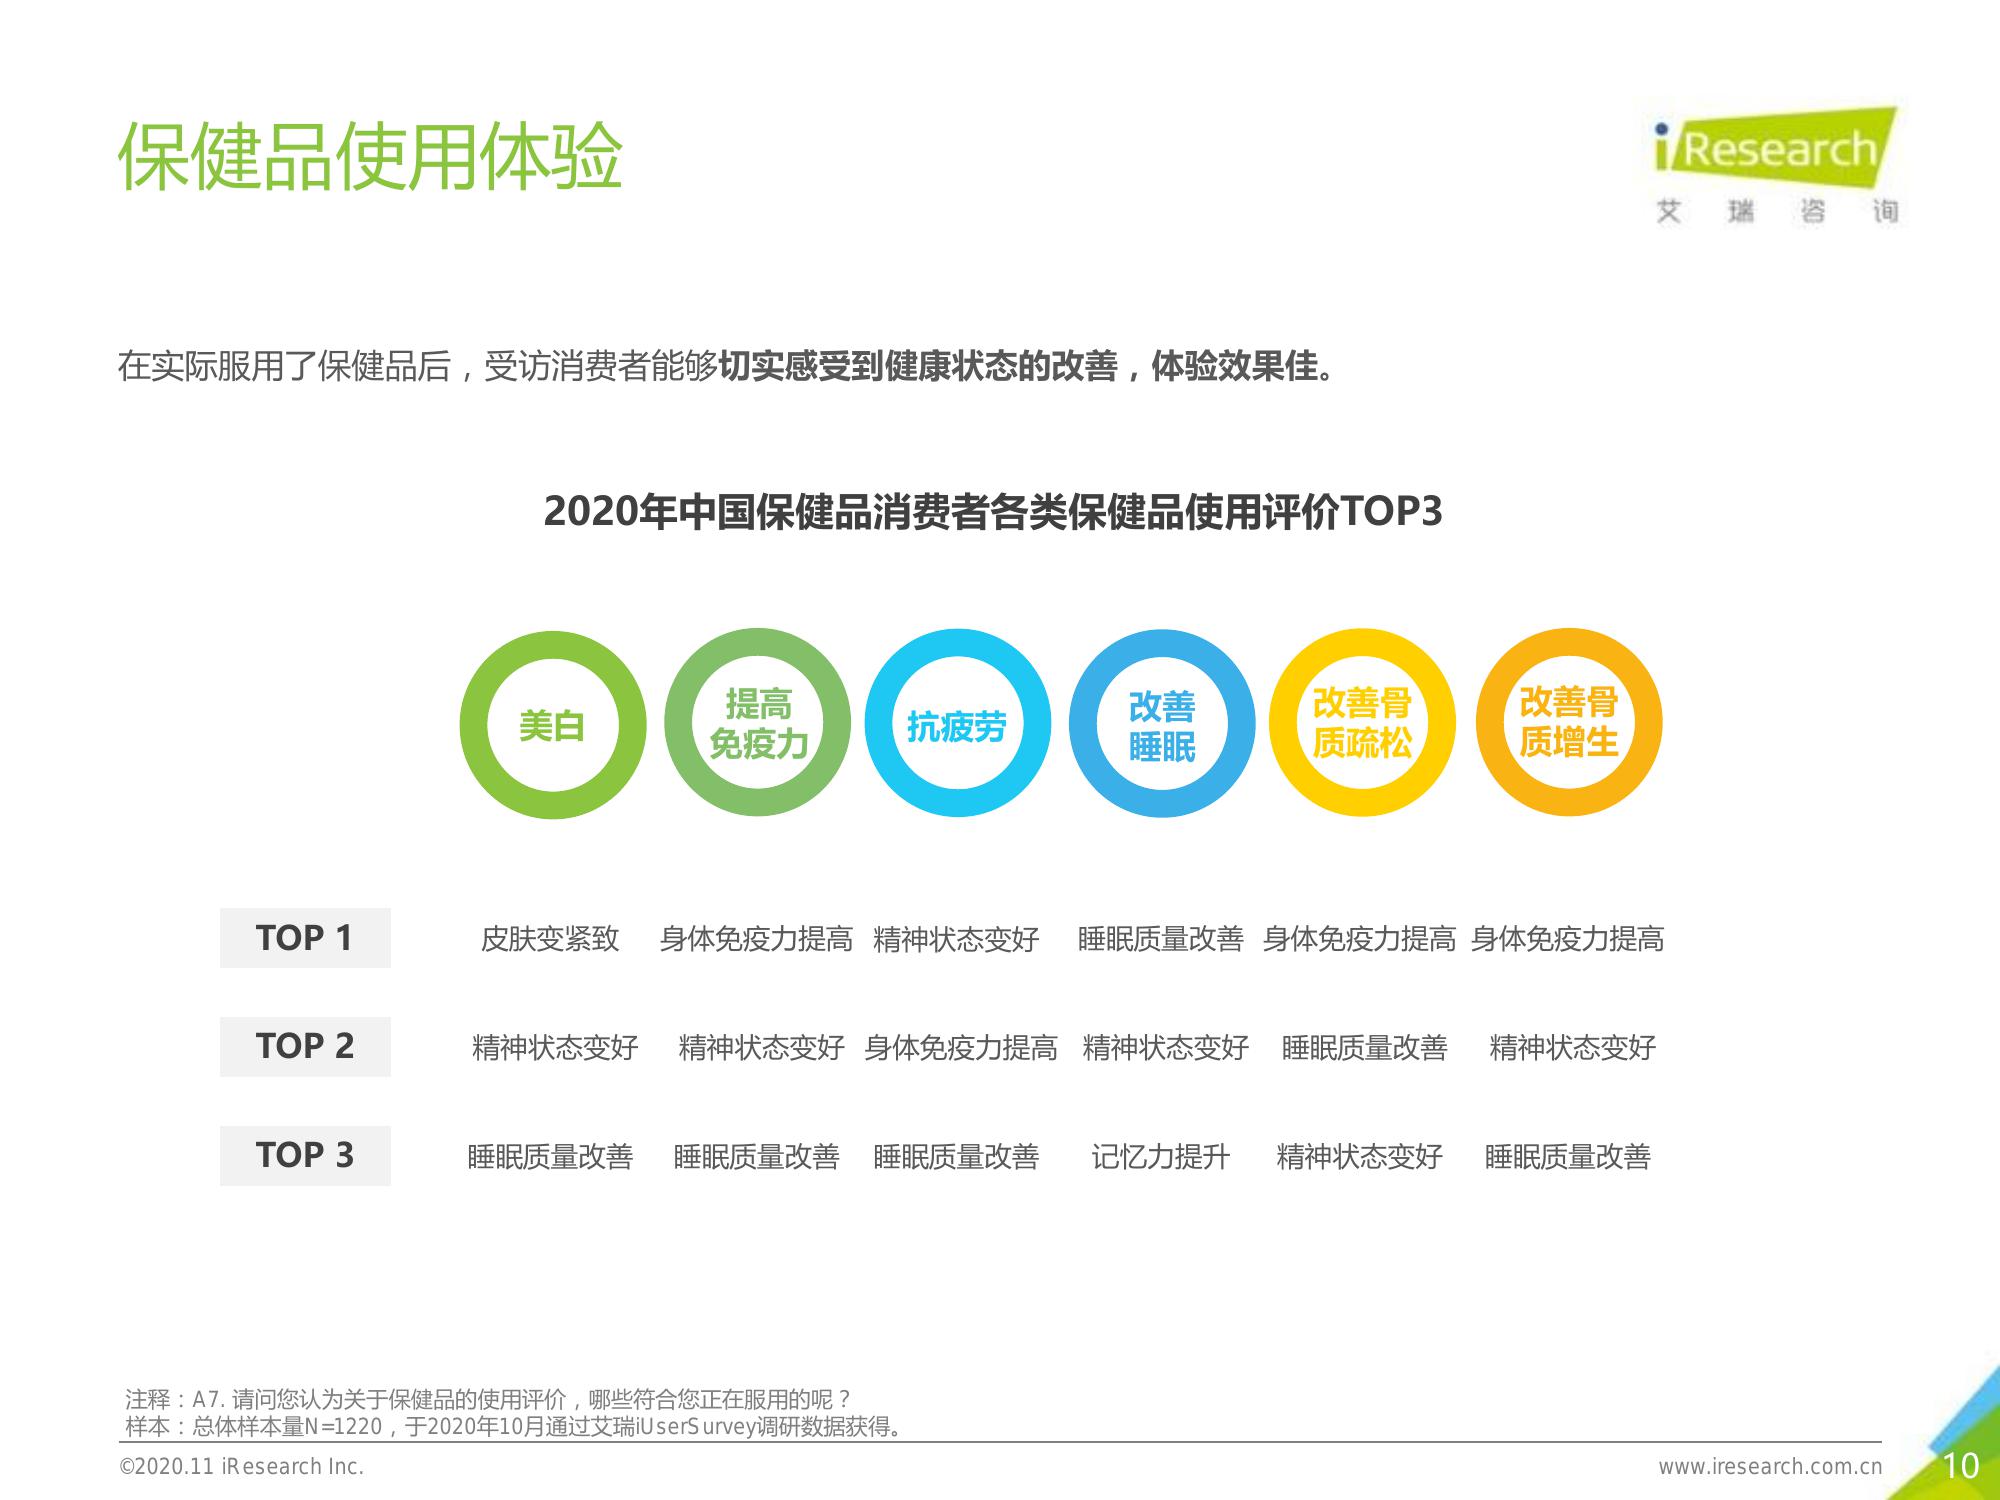 保健品使用体验
iResearch
艾瑞咨询
在实际服用了保健品后，受访消费者能够切实感受到健康状态的改善，体验效果佳。
2020年中国保健品消费者各类保健品使用评价TOP3
美白
提高
免疫力
抗疲劳
改善
睡眠
改善骨
质疏松
改善骨
质增生
TOP 1 皮肤变紧致 身体免疫力提高 精神状态变好 睡眠质量改善 身体免疫力提高 身体免疫力提高
TOP 2 精神状态变好 精神状态变好 身体免疫力提高 精神状态变好 睡眠质量改善 精神状态变好
TOP 3 睡眠质量改善 睡眠质量改善 睡眠质量改善 记忆力提升 精神状态变好 睡眠质量改善
注释：A7. 请问您认为关于保健品的使用评价，哪些符合您正在服用的呢？
样本：总体样本量N=1220，于2020年10月通过艾瑞iUserSurvey调研数据获得。
©2020.11 iResearch Inc.
www.iresearch.com.cn
10